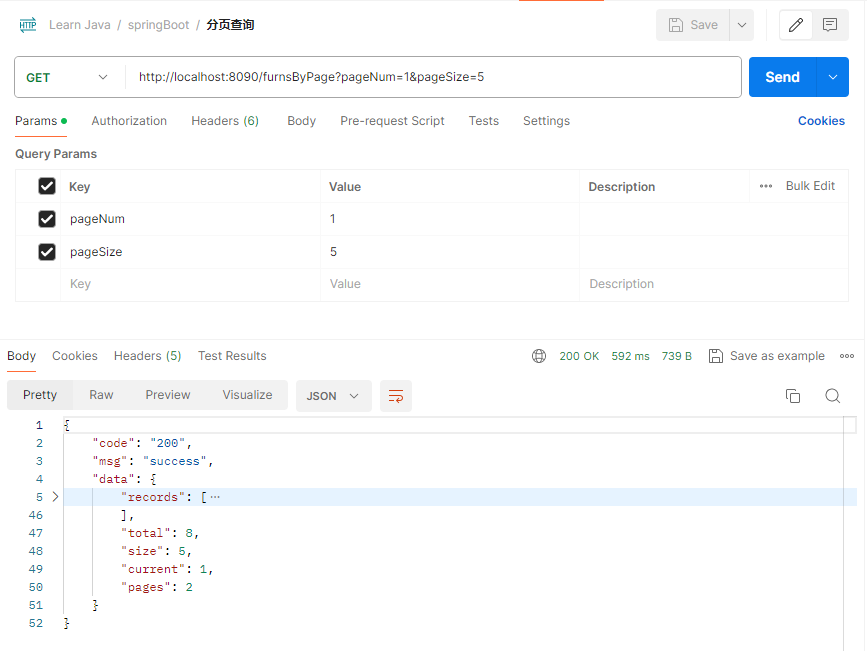 HTTP Learn Java / springBoot / 分页查询 Save
GET http://localhost:8090/furnsByPage?pageNum=1&pageSize=5 Send
Params Authorization Headers (6) Body Pre-request Script Tests Settings Cookies
Query Params
Key Value Description Bulk Edit
pageNum 1
pageSize 5
Key Value Description
Body Cookies Headers (5) Test Results 200 OK 592 ms 739 B Save as example
Pretty Raw Preview Visualize JSON
1 {
2 "code": "200",
3 "msg": "success",
4 "data": {
5 "records": [ ⋯
46 ],
47 "total": 8,
48 "size": 5,
49 "current": 1,
50 "pages": 2
51 }
52 }